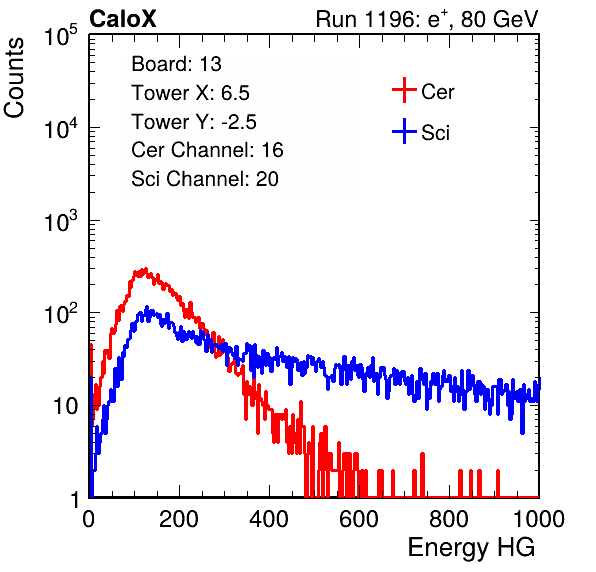 CaloX Run 1196: e⁺, 80 GeV
Counts
10⁵
10⁴
10³
10²
10
1
Board: 13
Tower X: 6.5
Tower Y: -2.5
Cer Channel: 16
Sci Channel: 20
Cer
Sci
0 200 400 600 800 1000
Energy HG